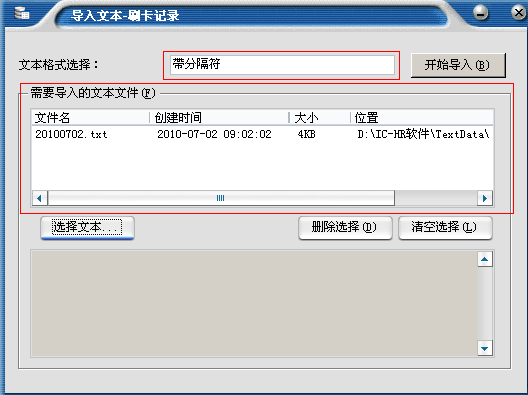 导入文本-刷卡记录
文本格式选择： 带分隔符 开始导入(B)
需要导入的文本文件(F)
文件名 创建时间 大小 位置
20100702.txt 2010-07-02 09:02:02 4KB D:\IC-HR软件\TextData\
选择文本... 删除选择(D) 清空选择(L)